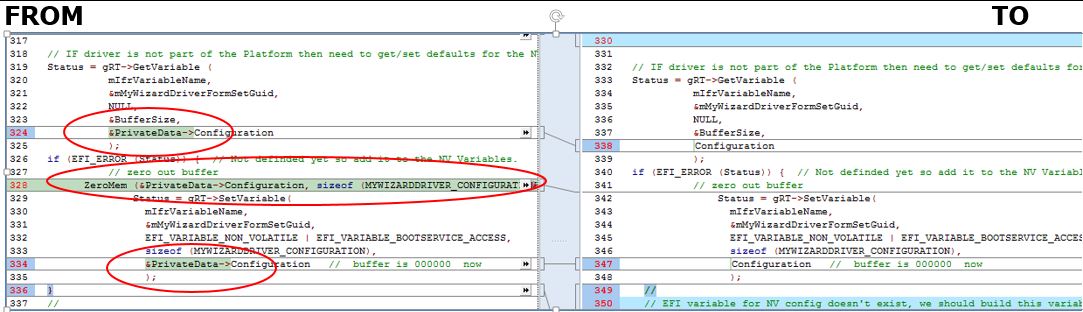 FROM
TO
317
318 // IF driver is not part of the Platform then need to get/set defaults for the N
319 Status = gRT->GetVariable (
320 mIfrVariableName,
321 &mMyWizardDriverFormSetGuid,
322 NULL,
323 &BufferSize,
324 &PrivateData->Configuration
325 );
326 if (EFI_ERROR (Status)) { // Not definded yet so add it to the NV Variables.
327 // zero out buffer
328 ZeroMem (&PrivateData->Configuration, sizeof (MYWIZARDDRIVER_CONFIGURAT
329 Status = gRT->SetVariable(
330 mIfrVariableName,
331 &mMyWizardDriverFormSetGuid,
332 EFI_VARIABLE_NON_VOLATILE | EFI_VARIABLE_BOOTSERVICE_ACCESS,
333 sizeof (MYWIZARDDRIVER_CONFIGURATION),
334 &PrivateData->Configuration // buffer is 000000 now
335 );
336 }
337 //
330
331
332 // IF driver is not part of the Platform then need to get/set defaults for
333 Status = gRT->GetVariable (
334 mIfrVariableName,
335 &mMyWizardDriverFormSetGuid,
336 NULL,
337 &BufferSize,
338 Configuration
339 );
340 if (EFI_ERROR (Status)) { // Not definded yet so add it to the NV Variabl
341 // zero out buffer
342 Status = gRT->SetVariable(
343 mIfrVariableName,
344 &mMyWizardDriverFormSetGuid,
345 EFI_VARIABLE_NON_VOLATILE | EFI_VARIABLE_BOOTSERVICE_ACCES
346 sizeof (MYWIZARDDRIVER_CONFIGURATION),
347 Configuration // buffer is 000000 now
348 );
349 //
350 // EFI variable for NV config doesn't exist, we should build this variab